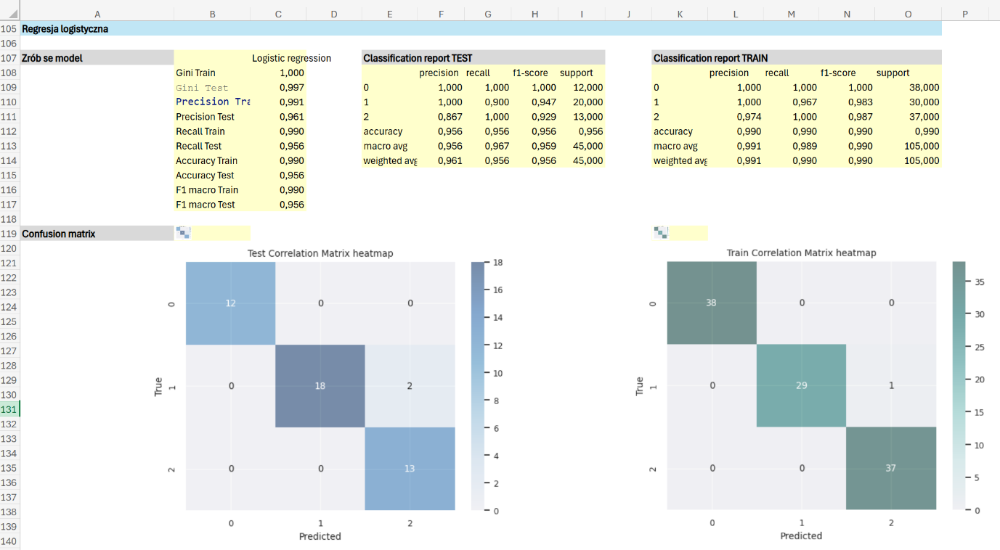 A B C D E F G H I J K L M N O P
105 Regresja logistyczna
106
107 Zrób se model Logistic regression Classification report TEST Classification report TRAIN
108 Gini Train 1,000 precision recall f1-score support precision recall f1-score support
109 Gini Test 0,997 0 1,000 1,000 1,000 12,000 0 1,000 1,000 1,000 38,000
110 Precision Tra 0,991 1 1,000 0,900 0,947 20,000 1 1,000 0,967 0,983 30,000
111 Precision Test 0,961 2 0,867 1,000 0,929 13,000 2 0,974 1,000 0,987 37,000
112 Recall Train 0,990 accuracy 0,956 0,956 0,956 0,956 accuracy 0,990 0,990 0,990 0,990
113 Recall Test 0,956 macro avg 0,956 0,967 0,959 45,000 macro avg 0,991 0,989 0,990 105,000
114 Accuracy Train 0,990 weighted avg 0,961 0,956 0,956 45,000 weighted avg 0,991 0,990 0,990 105,000
115 Accuracy Test 0,956
116 F1 macro Train 0,990
117 F1 macro Test 0,956
118
119 Confusion matrix
120
121
122
123
124
125
126
127
128
129
130
131
132
133
134
135
136
137
138
139
140
Test Correlation Matrix heatmap
18
16
14
12
10
8
6
4
2
0
0 12 0 0
1 0 18 2
2 0 0 13
True
0 1 2
Predicted
Train Correlation Matrix heatmap
35
30
25
20
15
10
5
0
0 38 0 0
1 0 29 1
2 0 0 37
True
0 1 2
Predicted